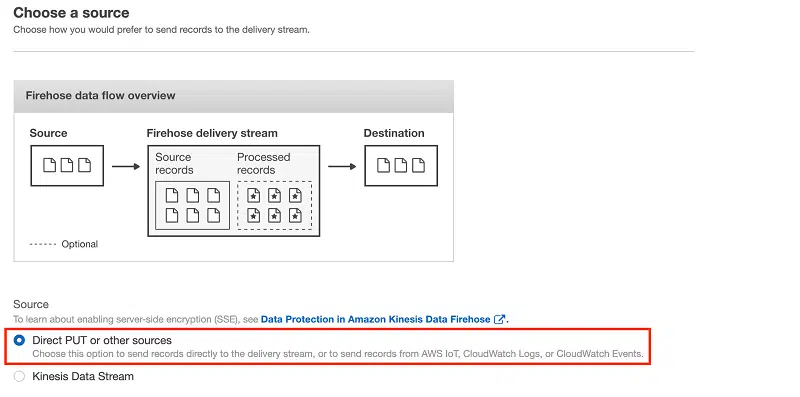 Choose a source
Choose how you would prefer to send records to the delivery stream.
Firehose data flow overview
Source
Firehose delivery stream
Destination
Source
records
Processed
records
Optional
Source
To learn about enabling server-side encryption (SSE), see Data Protection in Amazon Kinesis Data Firehose.
Direct PUT or other sources
Choose this option to send records directly to the delivery stream, or to send records from AWS IoT, CloudWatch Logs, or CloudWatch Events.
Kinesis Data Stream